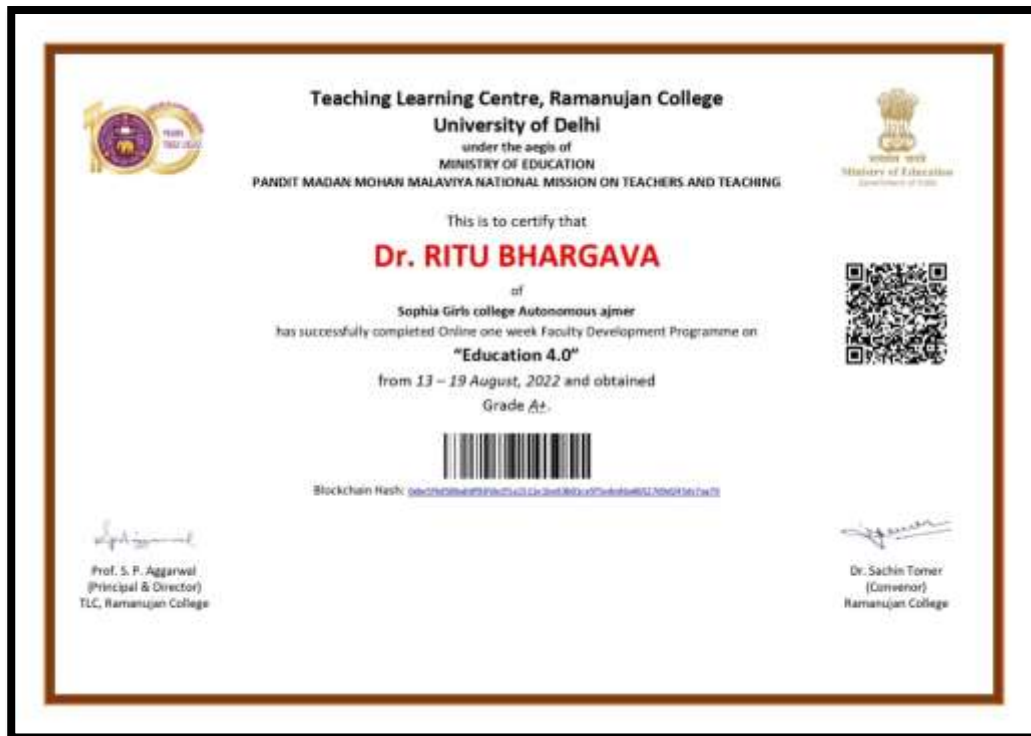 Teaching Learning Centre, Ramanujan College
University of Delhi
under the aegis of
MINISTRY OF EDUCATION
PANDIT MADAN MOHAN MALAVIYA NATIONAL MISSION ON TEACHERS AND TEACHING
Ministry of Education
Government of India
This is to certify that
Dr. RITU BHARGAVA
of
Sophia Girls college Autonomous ajmer
has successfully completed Online one week Faculty Development Programme on
“Education 4.0”
from 13 – 19 August, 2022 and obtained
Grade A+.
Blockchain Hash:
Prof. S. P. Aggarwal
(Principal & Director)
TLC, Ramanujan College
Dr. Sachin Tomer
(Convenor)
Ramanujan College